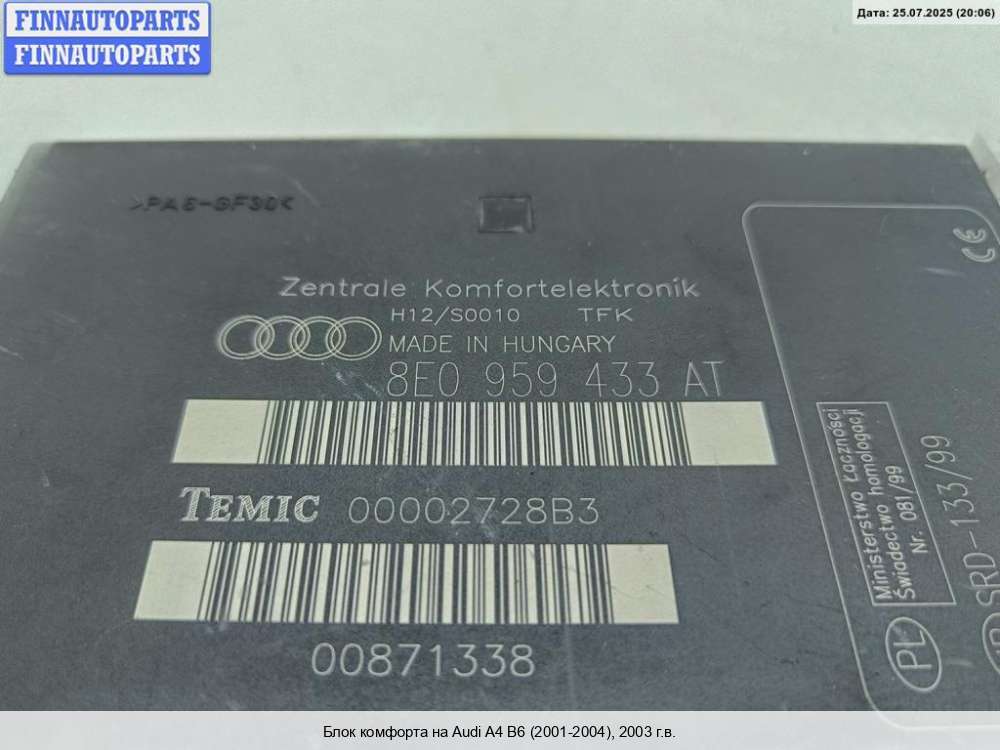 FINNAUTOPARTS
FINNAUTOPARTS
Дата: 25.07.2025 (20:06)
>PA6-GF30<
CE
Zentrale Komfortelektronik
H12/S0010 TFK
MADE IN HUNGARY
8E0 959 433 AT
TEMIC 00002728B3
00871338
Ministerstwo Łączności
Świadectwo homologacji
Nr. 081/99
PL
SRD-133/99
Блок комфорта на Audi A4 B6 (2001-2004), 2003 г.в.